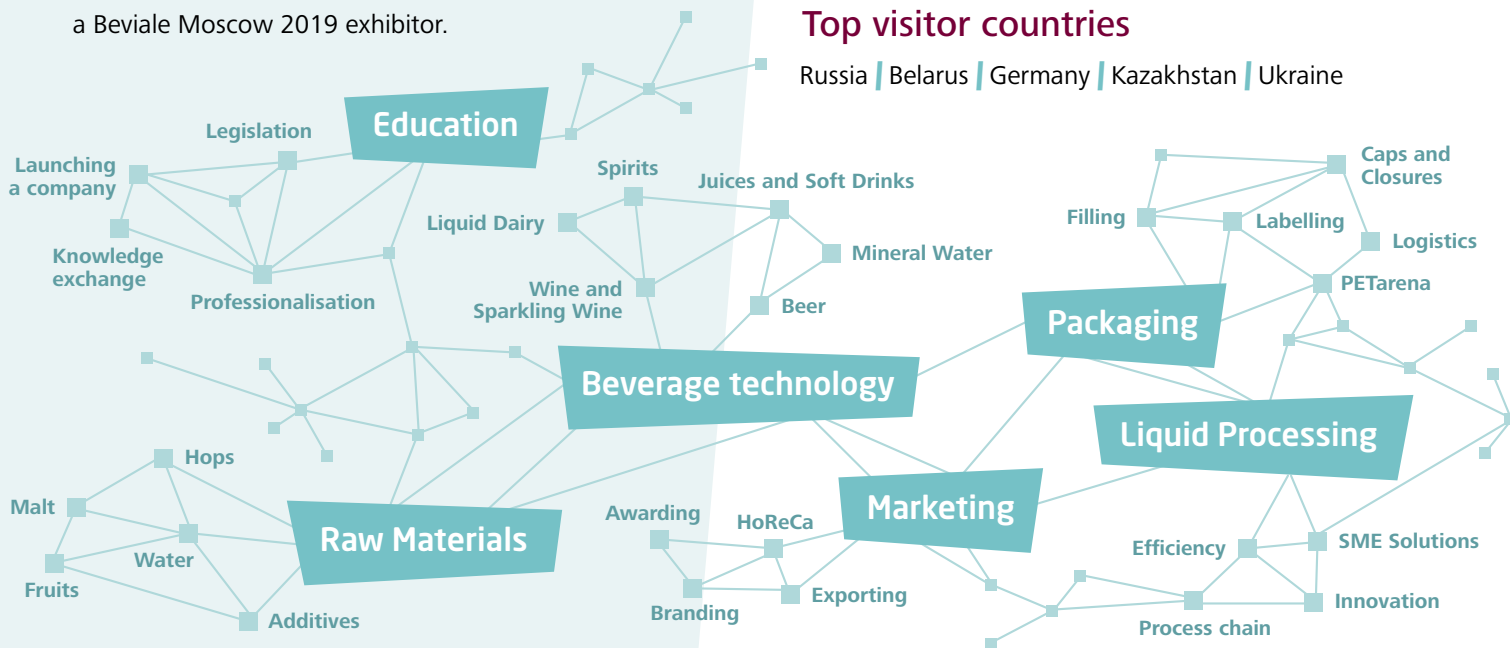 a Beviale Moscow 2019 exhibitor.
Top visitor countries
Russia | Belarus | Germany | Kazakhstan | Ukraine
Education
Legislation
Launching
a company
Knowledge
exchange
Professionalisation
Spirits
Juices and Soft Drinks
Liquid Dairy
Mineral Water
Wine and
Sparkling Wine
Beer
Caps and
Closures
Filling
Labelling
Logistics
PETarena
Packaging
Beverage technology
Liquid Processing
Hops
Malt
Water
Fruits
Additives
Raw Materials
Marketing
Awarding
HoReCa
Branding
Exporting
Efficiency
SME Solutions
Process chain
Innovation